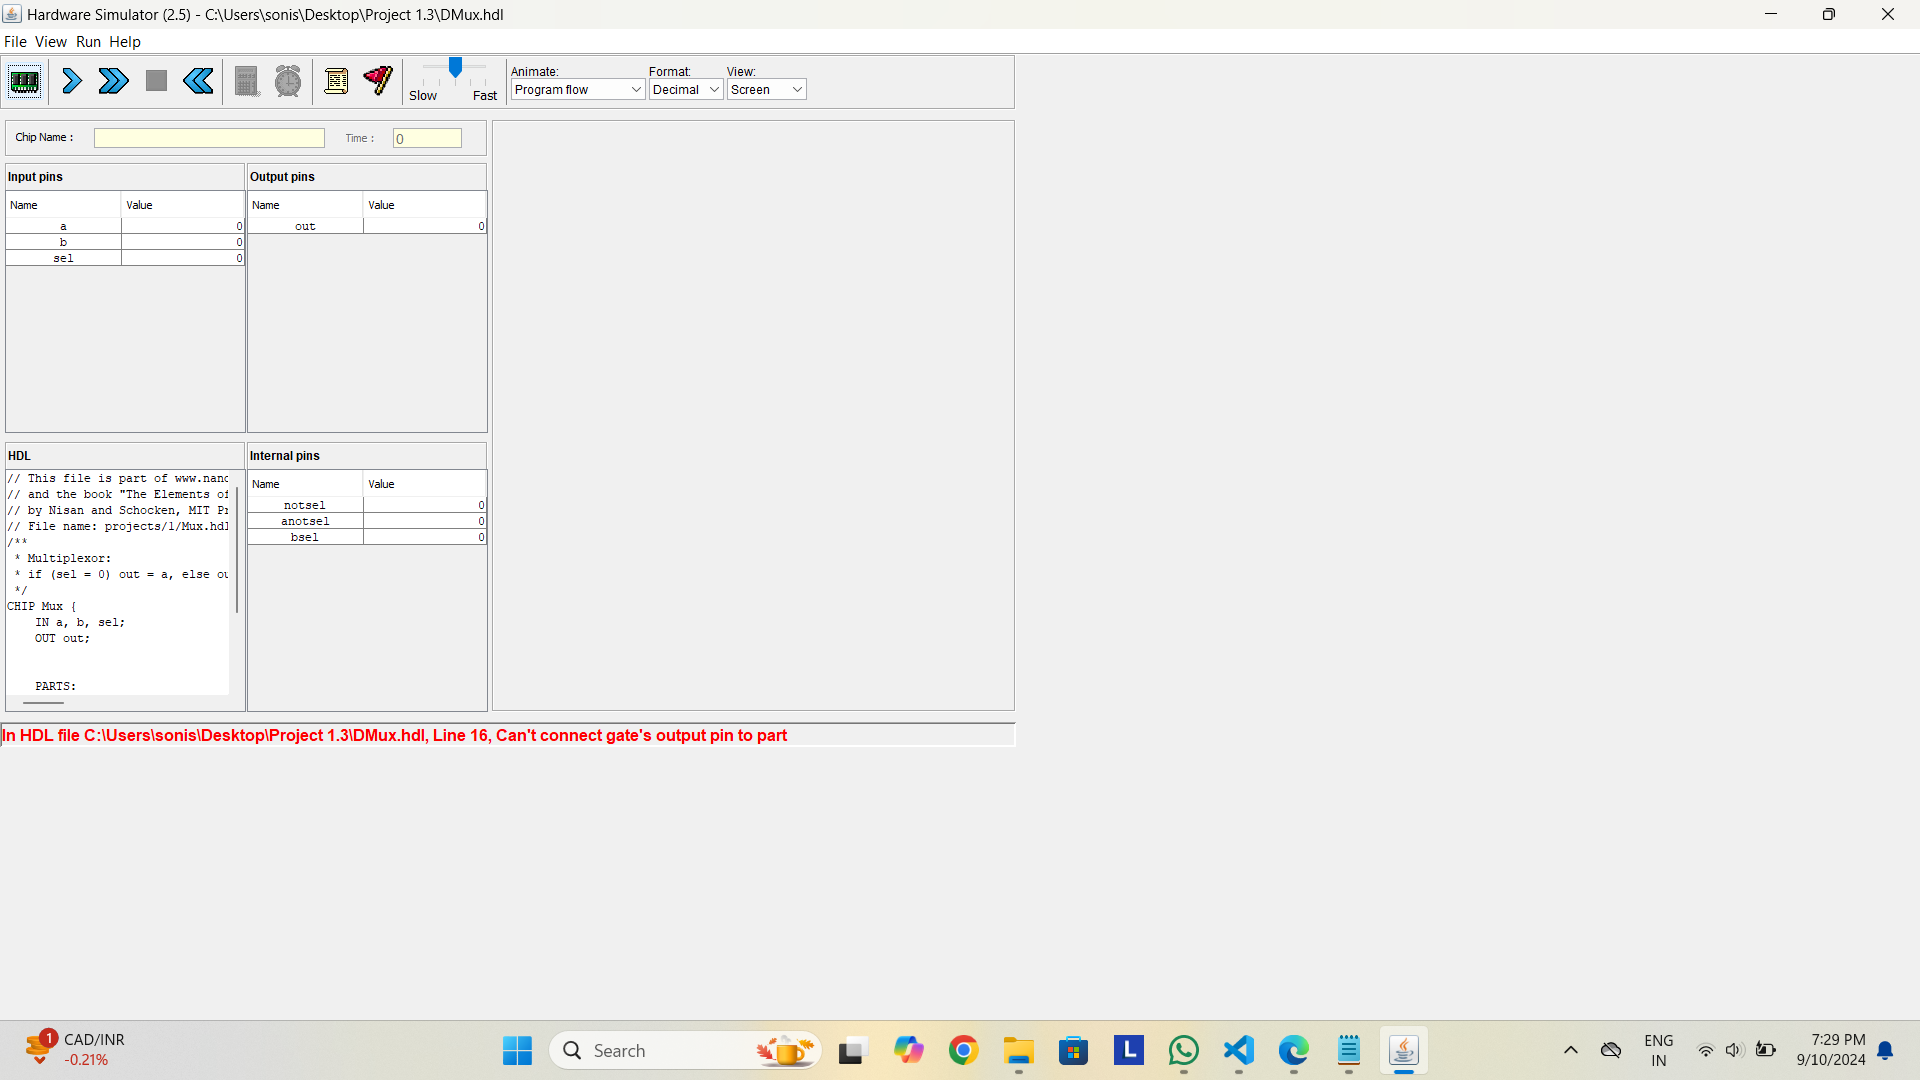 Hardware Simulator (2.5) - C:\Users\sonis\Desktop\Project 1.3\DMux.hdl
File View Run Help
Slow Fast
Animate: Format: View:
Program flow Decimal Screen
Chip Name : Time : 0
Input pins Output pins
Name Value Name Value
a 0 out 0
b 0
sel 0
HDL Internal pins
// This file is part of www.nand
// and the book "The Elements of
// by Nisan and Schocken, MIT Pr
// File name: projects/1/Mux.hdl
/**
* Multiplexor:
* if (sel = 0) out = a, else ou
*/
CHIP Mux {
IN a, b, sel;
OUT out;
PARTS:
Name Value
notsel 0
anotsel 0
bsel 0
In HDL file C:\Users\sonis\Desktop\Project 1.3\DMux.hdl, Line 16, Can't connect gate's output pin to part
1
CAD/INR
-0.21%
Search
L
ENG
IN
7:29 PM
9/10/2024